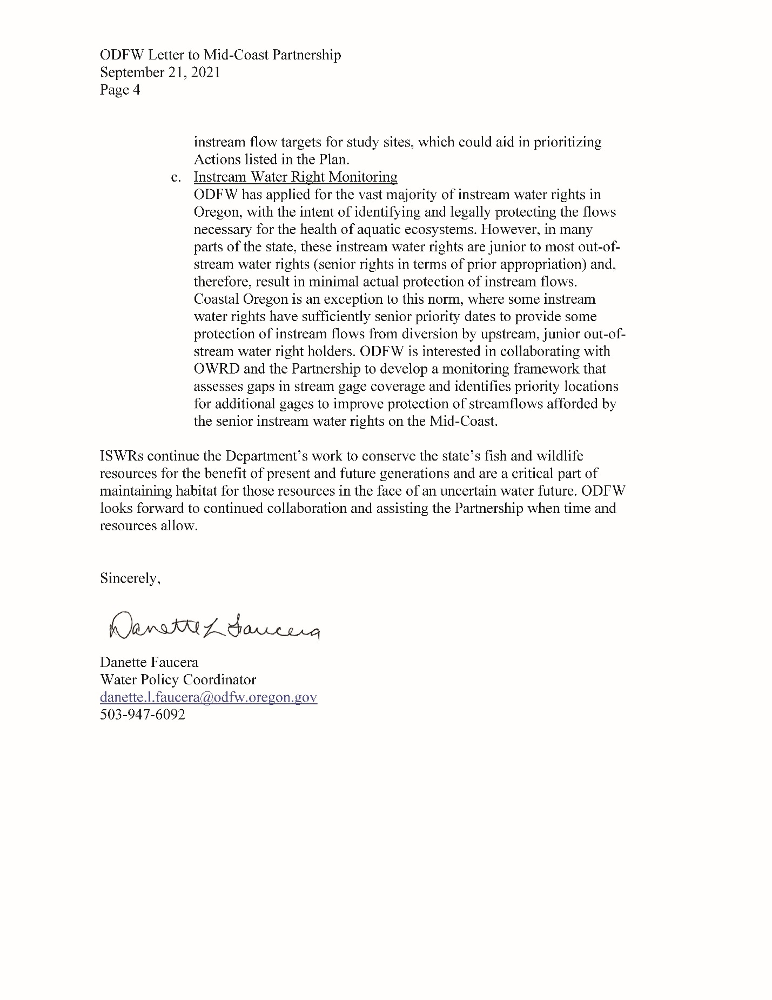 ODFW Letter to Mid-Coast Partnership
September 21, 2021
Page 4
instream flow targets for study sites, which could aid in prioritizing
Actions listed in the Plan.
c. Instream Water Right Monitoring
ODFW has applied for the vast majority of instream water rights in
Oregon, with the intent of identifying and legally protecting the flows
necessary for the health of aquatic ecosystems. However, in many
parts of the state, these instream water rights are junior to most out-of-
stream water rights (senior rights in terms of prior appropriation) and,
therefore, result in minimal actual protection of instream flows.
Coastal Oregon is an exception to this norm, where some instream
water rights have sufficiently senior priority dates to provide some
protection of instream flows from diversion by upstream, junior out-of-
stream water right holders. ODFW is interested in collaborating with
OWRD and the Partnership to develop a monitoring framework that
assesses gaps in stream gage coverage and identifies priority locations
for additional gages to improve protection of streamflows afforded by
the senior instream water rights on the Mid-Coast.
ISWRs continue the Department's work to conserve the state's fish and wildlife
resources for the benefit of present and future generations and are a critical part of
maintaining habitat for those resources in the face of an uncertain water future. ODFW
looks forward to continued collaboration and assisting the Partnership when time and
resources allow.
Sincerely,
Danette L Faucera
Danette Faucera
Water Policy Coordinator
danette.l.faucera@odfw.oregon.gov
503-947-6092